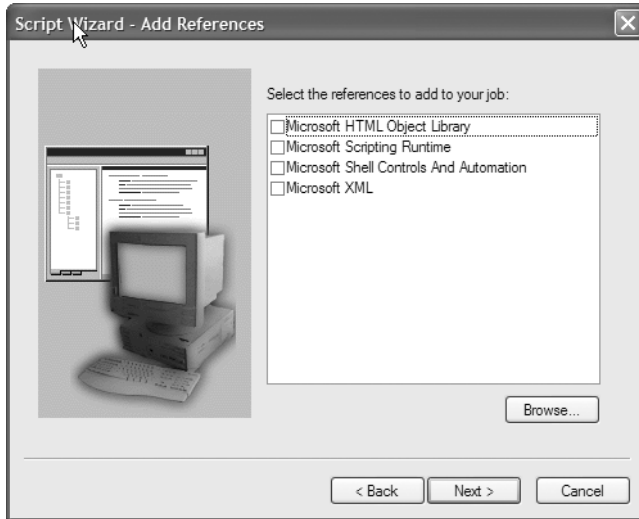 Script Wizard - Add References
Select the references to add to your job:
Microsoft HTML Object Library
Microsoft Scripting Runtime
Microsoft Shell Controls And Automation
Microsoft XML
Browse...
< Back
Next >
Cancel